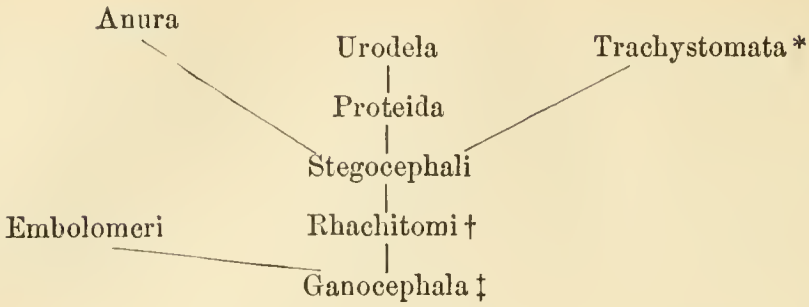 Anura
Urodela
Trachystomata *
Proteida
Stegocephali
Embolomeri
Rhachitomi †
Ganocephala ‡